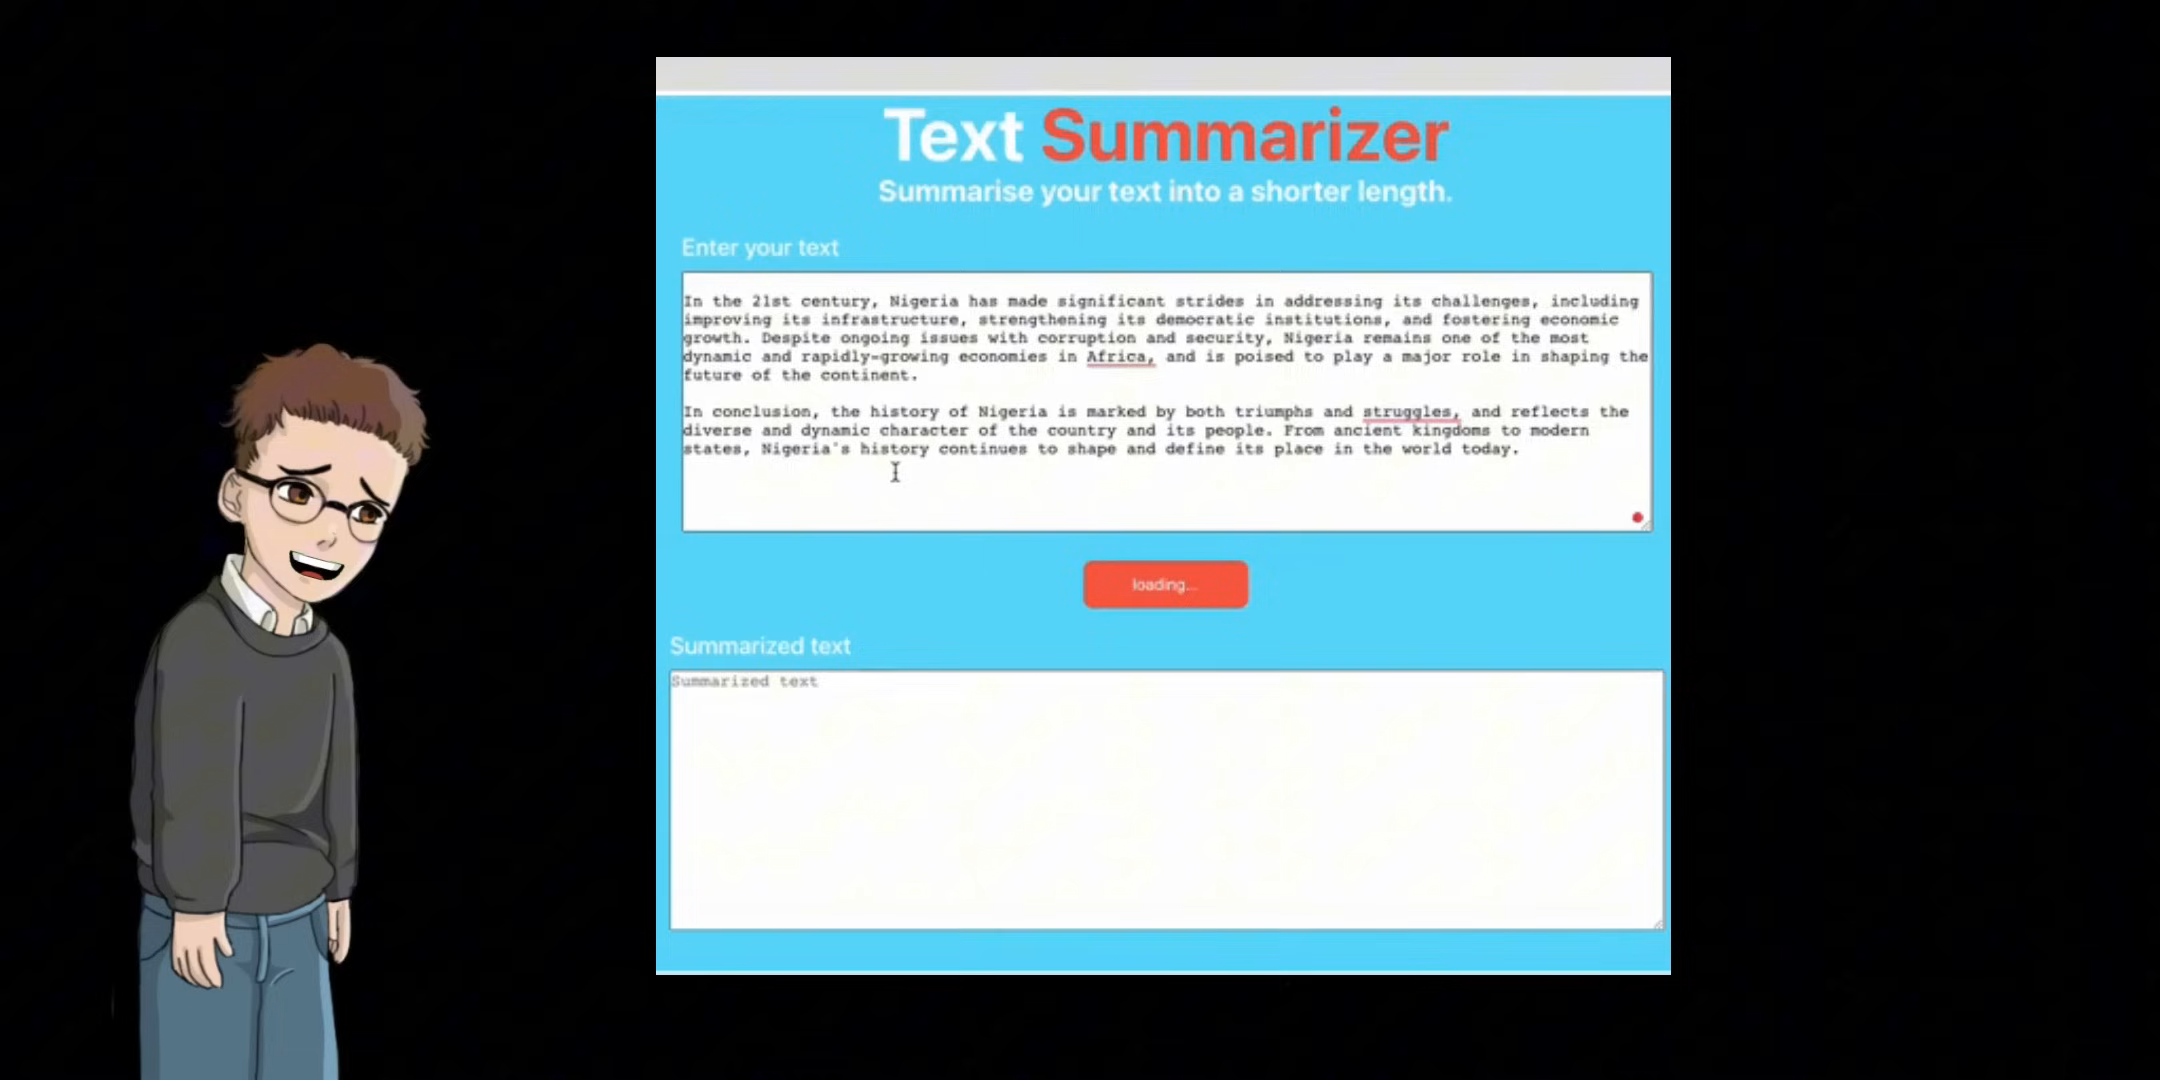 Text Summarizer
Summarise your text into a shorter length.
Enter your text
In the 21st century, Nigeria has made significant strides in addressing its challenges, including
improving its infrastructure, strengthening its democratic institutions, and fostering economic
growth. Despite ongoing issues with corruption and security, Nigeria remains one of the most
dynamic and rapidly-growing economies in Africa, and is poised to play a major role in shaping the
future of the continent.
In conclusion, the history of Nigeria is marked by both triumphs and struggles, and reflects the
diverse and dynamic character of the country and its people. From ancient kingdoms to modern
states, Nigeria's history continues to shape and define its place in the world today.
loading...
Summarized text
Summarized text